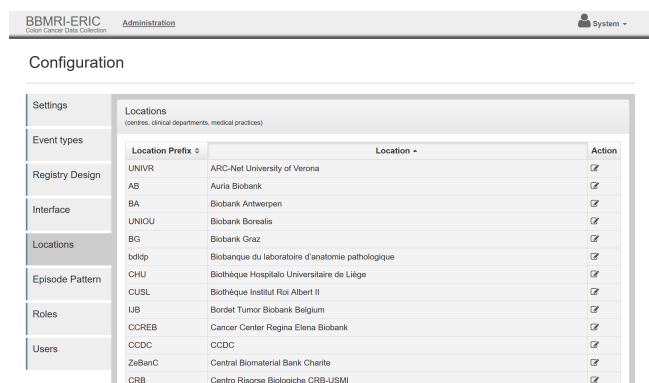 BBMRI-ERIC
Colon Cancer Data Collection
Administration
System
Configuration
Settings
Event types
Registry Design
Interface
Locations
Episode Pattern
Roles
Users
Locations
(centres, clinical departments, medical practices)
Location Prefix Location Action
UNIVR ARC-Net University of Verona
AB Auria Biobank
BA Biobank Antwerpen
UNIOU Biobank Borealis
BG Biobank Graz
bdldp Biobanque du laboratoire d'anatomie pathologique
CHU Biothèque Hospitalo Universitaire de Liège
CUSL Biothèque Institut Roi Albert II
IJB Bordet Tumor Biobank Belgium
CCREB Cancer Center Regina Elena Biobank
CCDC CCDC
ZeBanC Central Biomaterial Bank Charite
CRB Centro Risorse Biologiche CRB-USMI